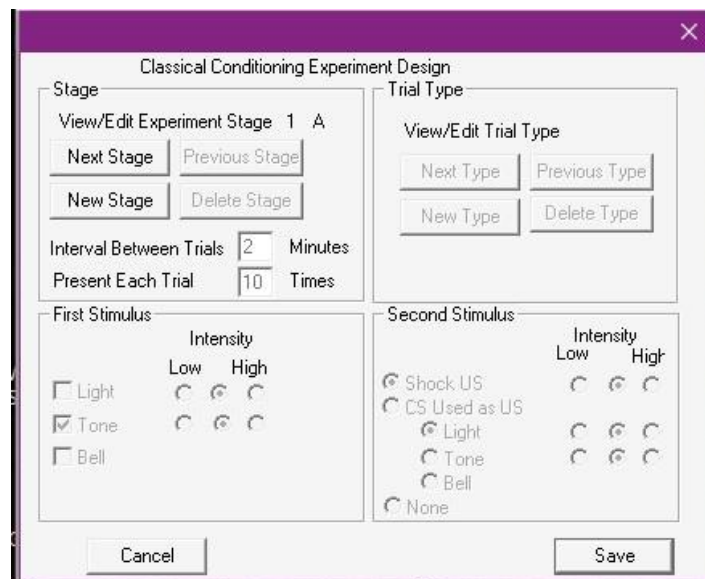 Classical Conditioning Experiment Design
Stage
View/Edit Experiment Stage 1 A
Next Stage Previous Stage
New Stage Delete Stage
Interval Between Trials 2 Minutes
Present Each Trial 10 Times
Trial Type
View/Edit Trial Type
Next Type Previous Type
New Type Delete Type
First Stimulus
Intensity
Low High
Light
Tone
Bell
Second Stimulus
Intensity
Low High
Shock US
CS Used as US
Light
Tone
Bell
None
Cancel Save